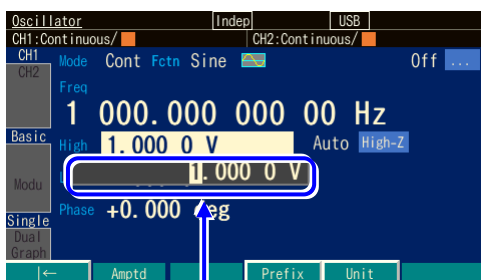 Oscillator Indep USB
CH1:Continuous/ CH2:Continuous/
CH1 Mode Cont Fctn Sine Off ...
CH2
Freq
1 000.000 000 00 Hz
Basic High 1.000 0 V Auto High-Z
1.000 0 V
Modu
Phase +0.000 deg
Single
Dual
Graph
|← Amptd Prefix Unit